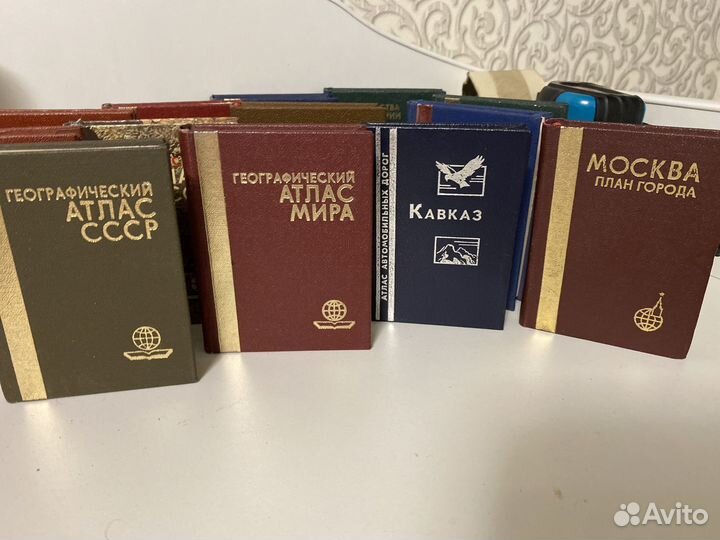 ГЕОГРАФИЧЕСКИЙ
АТЛАС
СССР
ГЕОГРАФИЧЕСКИЙ
АТЛАС
МИРА
АТЛАС АВТОМОБИЛЬНЫХ ДОРОГ
КАВКАЗ
МОСКВА
ПЛАН ГОРОДА
Avito